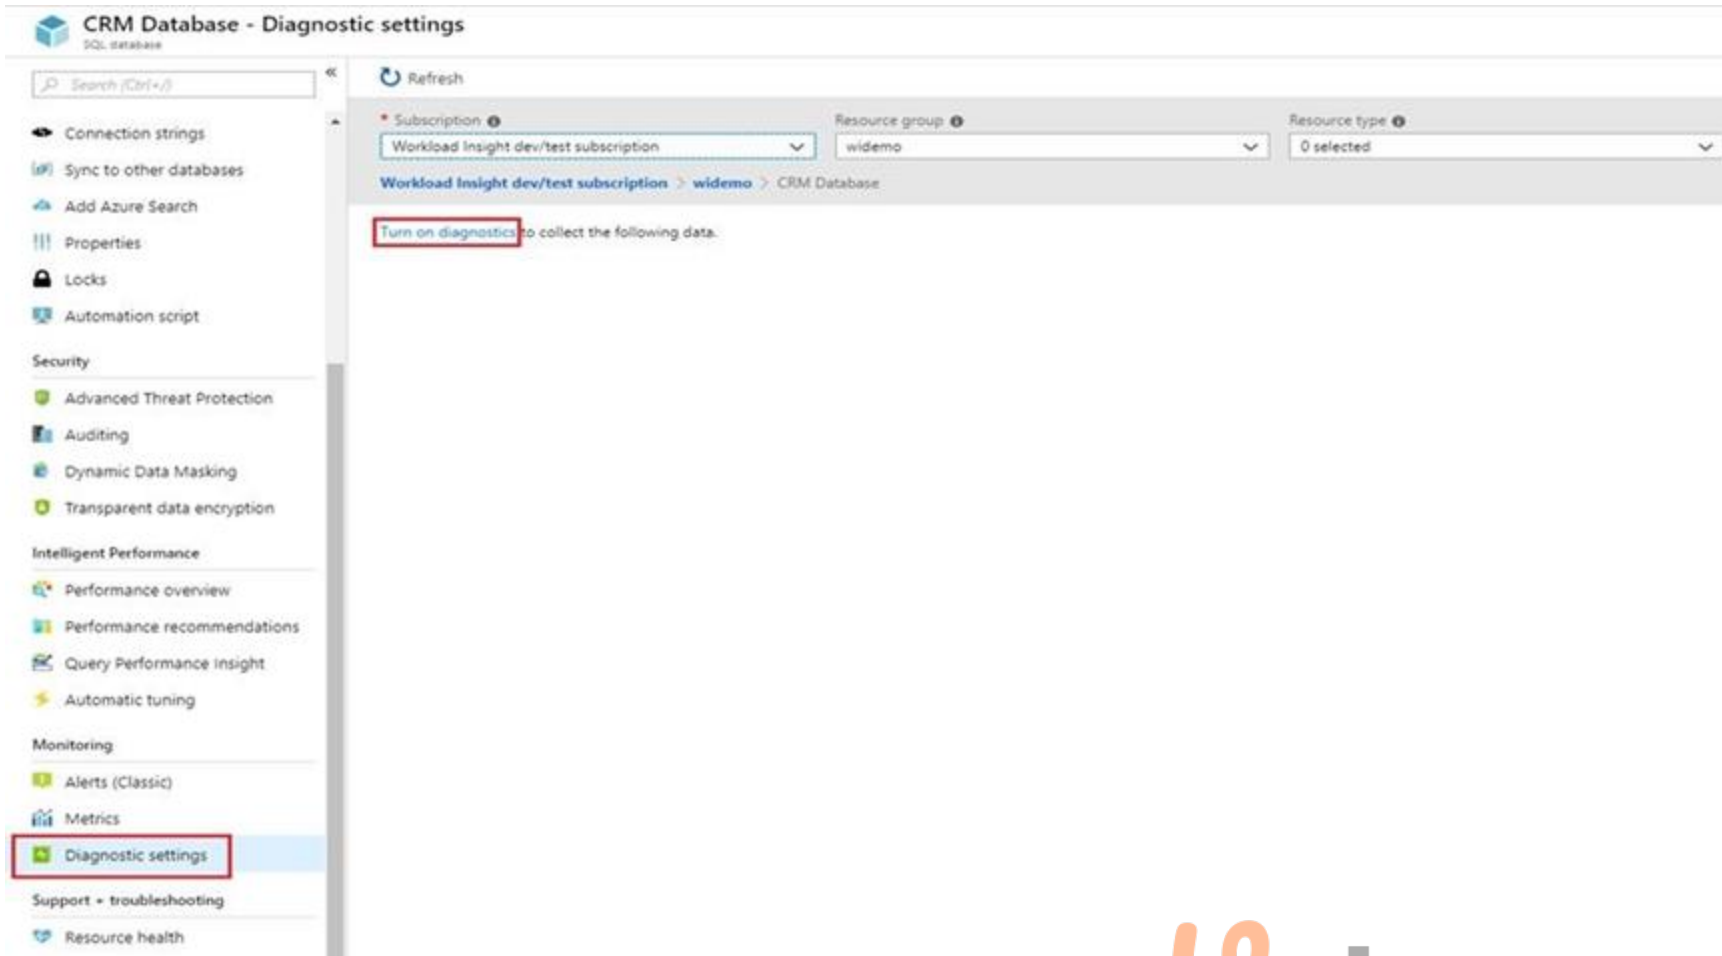 CRM Database - Diagnostic settings
SQL database
Search (Ctrl+/)
«
Connection strings
Sync to other databases
Add Azure Search
Properties
Locks
Automation script
Security
Advanced Threat Protection
Auditing
Dynamic Data Masking
Transparent data encryption
Intelligent Performance
Performance overview
Performance recommendations
Query Performance Insight
Automatic tuning
Monitoring
Alerts (Classic)
Metrics
Diagnostic settings
Support + troubleshooting
Resource health
Refresh
* Subscription
Workload Insight dev/test subscription
Resource group
widemo
Resource type
0 selected
Workload Insight dev/test subscription > widemo > CRM Database
Turn on diagnostics to collect the following data.